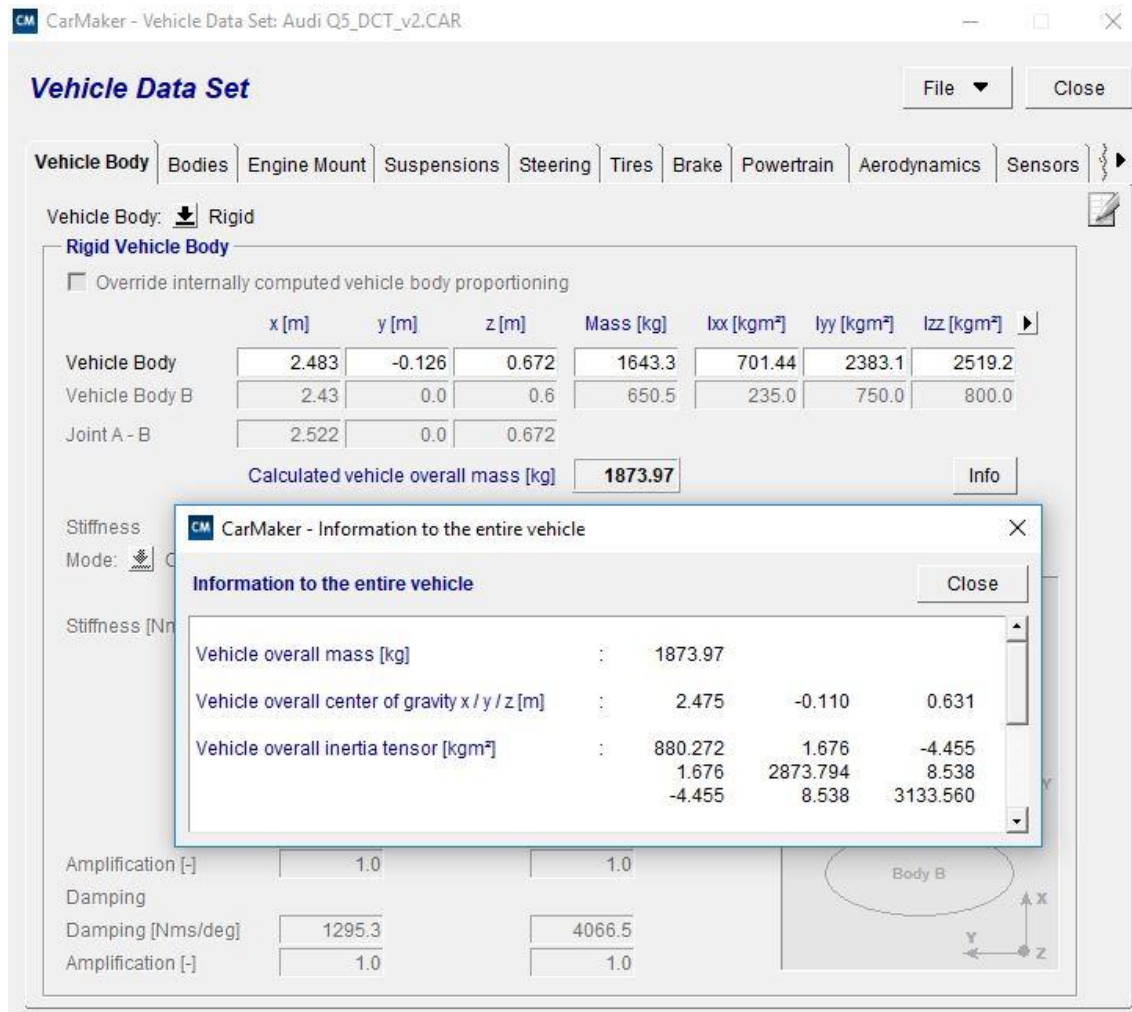 CM CarMaker - Vehicle Data Set: Audi Q5_DCT_v2.CAR
Vehicle Data Set
File Close
Vehicle Body Bodies Engine Mount Suspensions Steering Tires Brake Powertrain Aerodynamics Sensors
Vehicle Body: Rigid
Rigid Vehicle Body
Override internally computed vehicle body proportioning
x [m] y [m] z [m] Mass [kg] Ixx [kgm²] Iyy [kgm²] Izz [kgm²]
Vehicle Body 2.483 -0.126 0.672 1643.3 701.44 2383.1 2519.2
Vehicle Body B 2.43 0.0 0.6 650.5 235.0 750.0 800.0
Joint A - B 2.522 0.0 0.672
Calculated vehicle overall mass [kg] 1873.97 Info
Stiffness
Mode:
Stiffness
CM CarMaker - Information to the entire vehicle
Information to the entire vehicle Close
Vehicle overall mass [kg] : 1873.97
Vehicle overall center of gravity x / y / z [m] : 2.475 -0.110 0.631
Vehicle overall inertia tensor [kgm²] : 880.272 1.676 -4.455
1.676 2873.794 8.538
-4.455 8.538 3133.560
Y
Amplification [-] 1.0 1.0
Body B
Damping
X
Damping [Nms/deg] 1295.3 4066.5
Y
Z
Amplification [-] 1.0 1.0